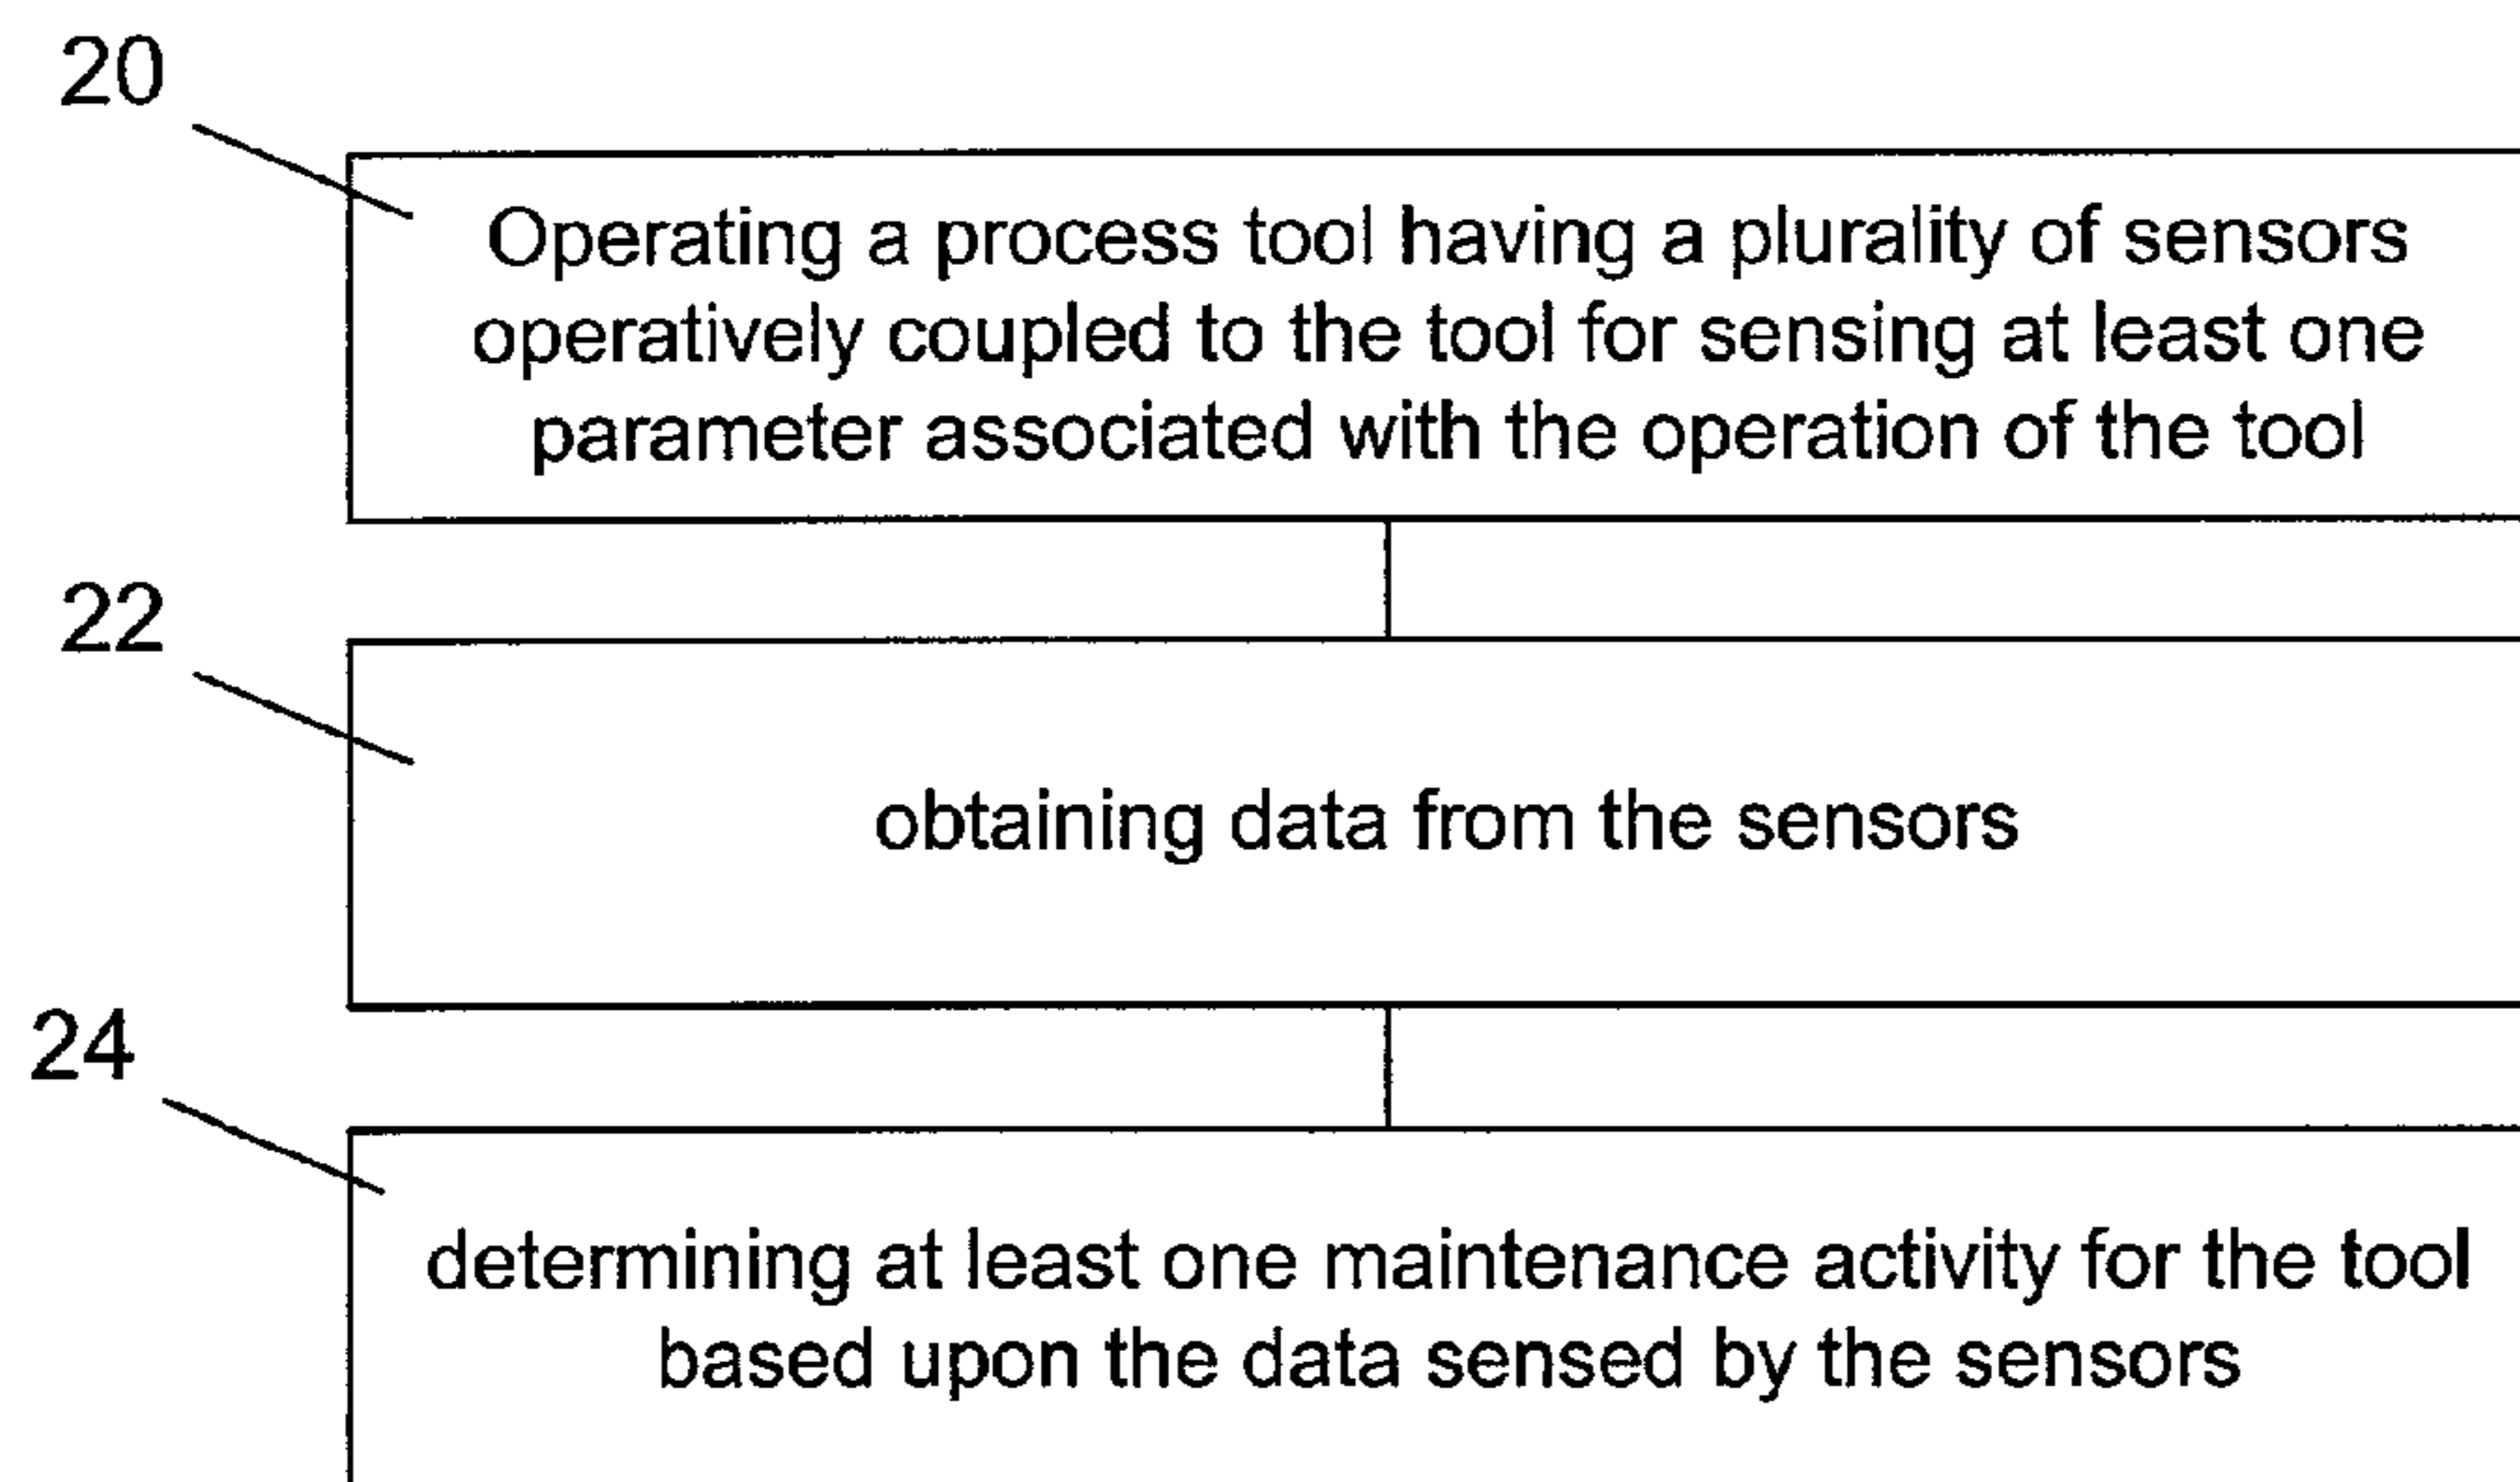 20
Operating a process tool having a plurality of sensors
operatively coupled to the tool for sensing at least one
parameter associated with the operation of the tool
22
obtaining data from the sensors
24
determining at least one maintenance activity for the tool
based upon the data sensed by the sensors